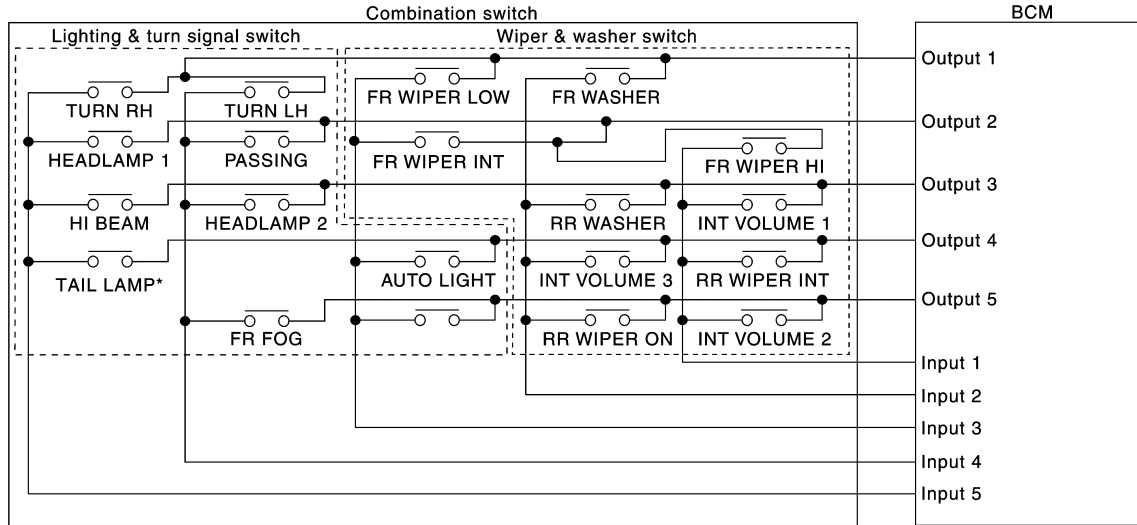 Combination switch
BCM
Lighting & turn signal switch
Wiper & washer switch
Output 1
TURN RH
TURN LH
FR WIPER LOW
FR WASHER
Output 2
HEADLAMP 1
PASSING
FR WIPER INT
FR WIPER HI
Output 3
HI BEAM
HEADLAMP 2
RR WASHER
INT VOLUME 1
Output 4
TAIL LAMP*
AUTO LIGHT
INT VOLUME 3
RR WIPER INT
Output 5
FR FOG
RR WIPER ON
INT VOLUME 2
Input 1
Input 2
Input 3
Input 4
Input 5